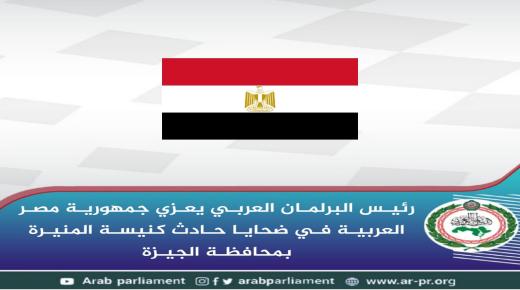 رئيس البرلمان العربي يعزي جمهورية مصر
العربية في ضحايا حادث كنيسة المنيرة
بمحافظة الجيزة
Arab parliament arabparliament www.ar-pr.org